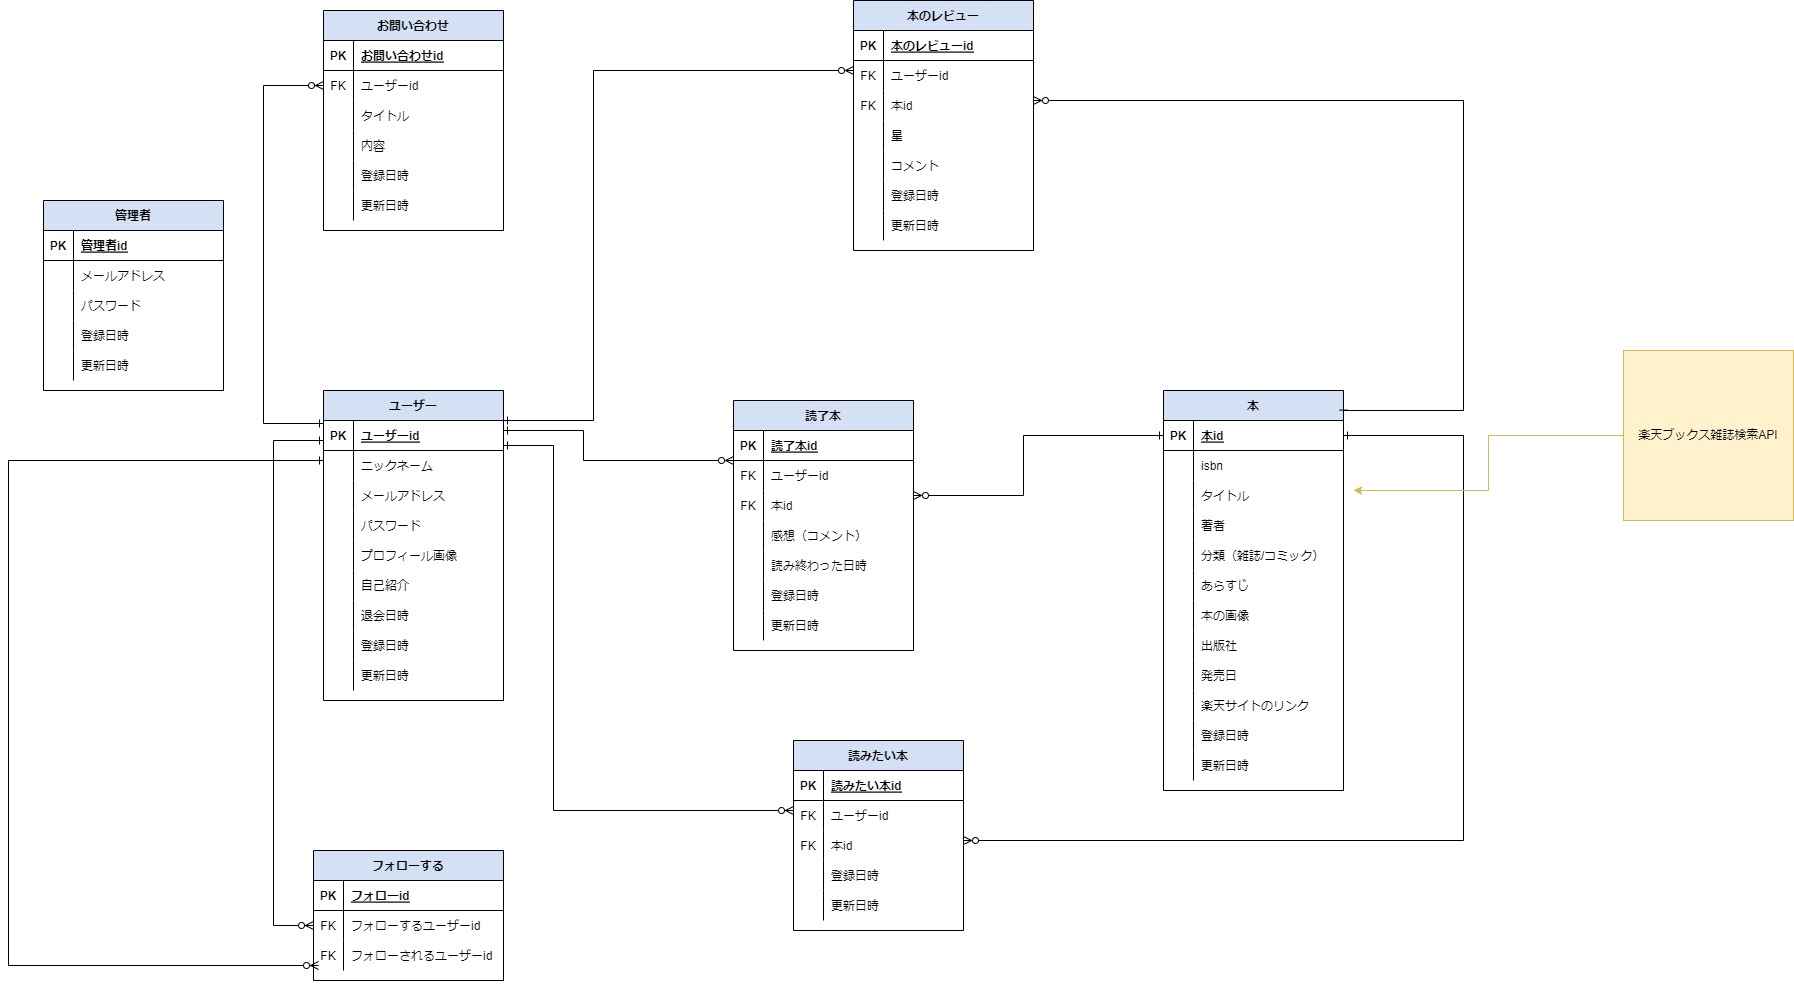 お問い合わせ
PK お問い合わせid
FK ユーザーid
タイトル
内容
登録日時
更新日時
本のレビュー
PK 本のレビューid
FK ユーザーid
FK 本id
星
コメント
登録日時
更新日時
管理者
PK 管理者id
メールアドレス
パスワード
登録日時
更新日時
ユーザー
PK ユーザーid
ニックネーム
メールアドレス
パスワード
プロフィール画像
自己紹介
退会日時
登録日時
更新日時
読了本
PK 読了本id
FK ユーザーid
FK 本id
感想（コメント）
読み終わった日時
登録日時
更新日時
本
PK 本id
isbn
タイトル
著者
分類（雑誌/コミック）
あらすじ
本の画像
出版社
発売日
楽天サイトのリンク
登録日時
更新日時
楽天ブックス雑誌検索API
読みたい本
PK 読みたい本id
FK ユーザーid
FK 本id
登録日時
更新日時
フォローする
PK フォローid
FK フォローするユーザーid
FK フォローされるユーザーid